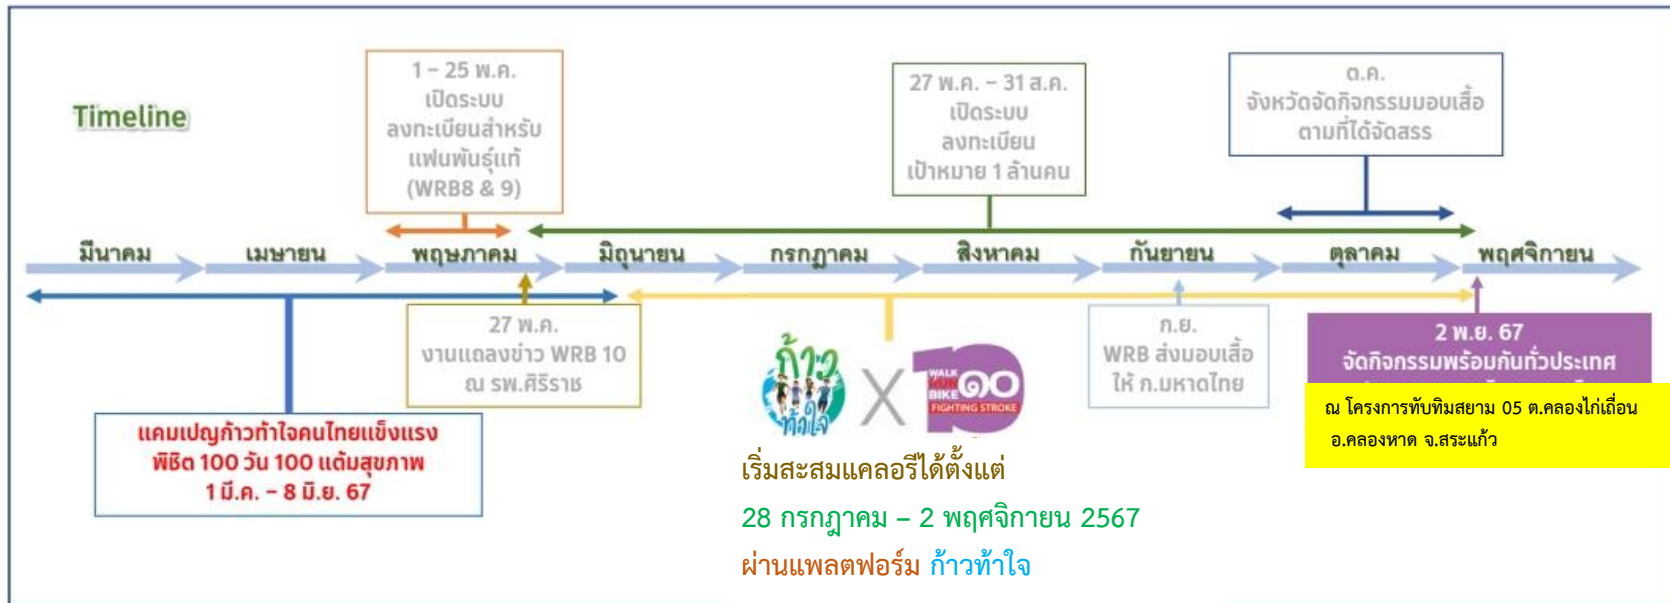 Timeline
1 – 25 พ.ค.
เปิดระบบ
ลงทะเบียนสำหรับ
แฟนพันธุ์แท้
(WRB8 & 9)
27 พ.ค. – 31 ส.ค.
เปิดระบบ
ลงทะเบียน
เป้าหมาย 1 ล้านคน
ต.ค.
จังหวัดจัดกิจกรรมมอบเสื้อ
ตามที่ได้จัดสรร
มีนาคม เมษายน พฤษภาคม มิถุนายน กรกฎาคม สิงหาคม กันยายน ตุลาคม พฤศจิกายน
27 พ.ค.
งานแถลงข่าว WRB 10
ณ รพ.ศิริราช
แคมเปญก้าวท้าใจคนไทยแข็งแรง
พิชิต 100 วัน 100 แต้มสุขภาพ
1 มี.ค. – 8 มิ.ย. 67
ก้าว
ท้าใจ
X
WALK
RUN
BIKE
๑๐
10
FIGHTING STROKE
เริ่มสะสมแคลอรีได้ตั้งแต่
28 กรกฎาคม – 2 พฤศจิกายน 2567
ผ่านแพลตฟอร์ม ก้าวท้าใจ
ก.ย.
WRB ส่งมอบเสื้อ
ให้ ก.มหาดไทย
2 พ.ย. 67
จัดกิจกรรมพร้อมกันทั่วประเทศ
ณ โครงการทับทิมสยาม 05 ต.คลองไก่เถื่อน
อ.คลองหาด จ.สระแก้ว